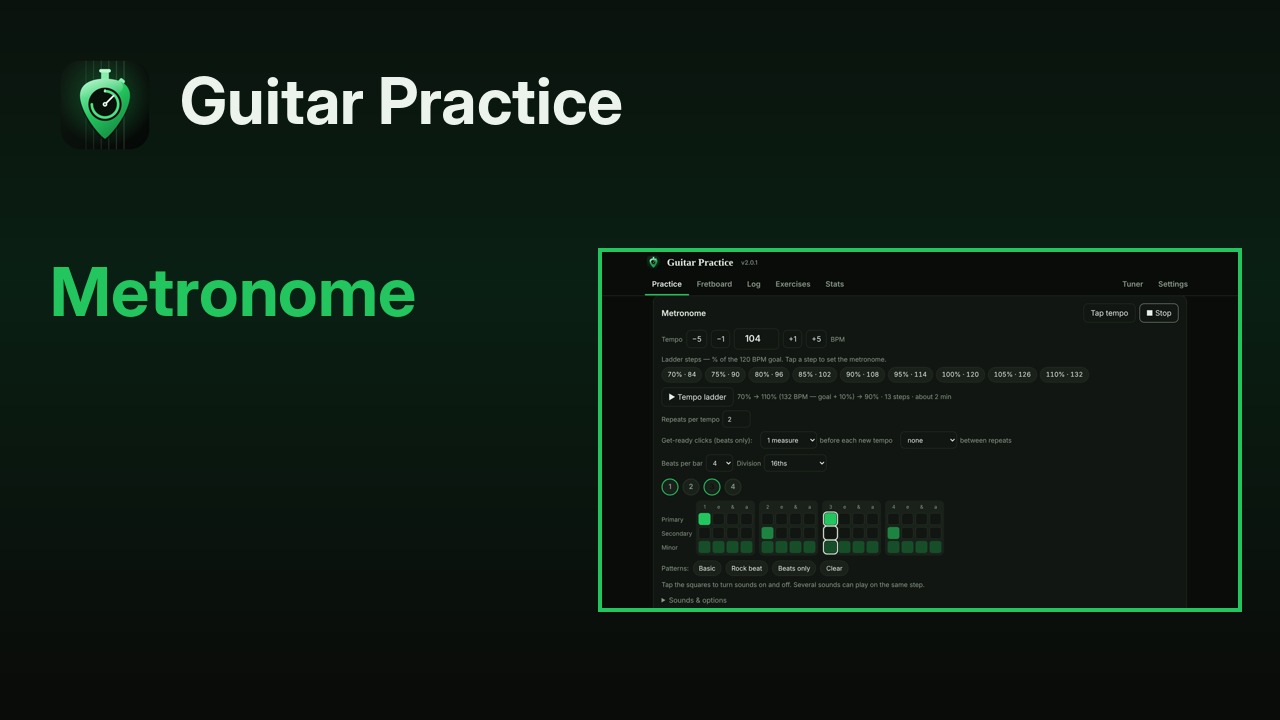 Guitar Practice
Metronome
Guitar Practice v2.0.1
Practice Fretboard Log Exercises Stats Tuner Settings
Metronome Tap tempo Stop
Tempo −5 −1 104 +1 +5 BPM
Ladder steps — % of the 120 BPM goal. Tap a step to set the metronome.
70% · 84 75% · 90 80% · 96 85% · 102 90% · 108 95% · 114 100% · 120 105% · 126 110% · 132
▶ Tempo ladder 70% → 110% (132 BPM — goal + 10%) → 90% · 13 steps · about 2 min
Repeats per tempo 2
Get-ready clicks (beats only): 1 measure before each new tempo none between repeats
Beats per bar 4 Division 16ths
1 2 4
1 e & a 2 e & a 3 e & a 4 e & a
Primary
Secondary
Minor
Patterns: Basic Rock beat Beats only Clear
Tap the squares to turn sounds on and off. Several sounds can play on the same step.
▶ Sounds & options